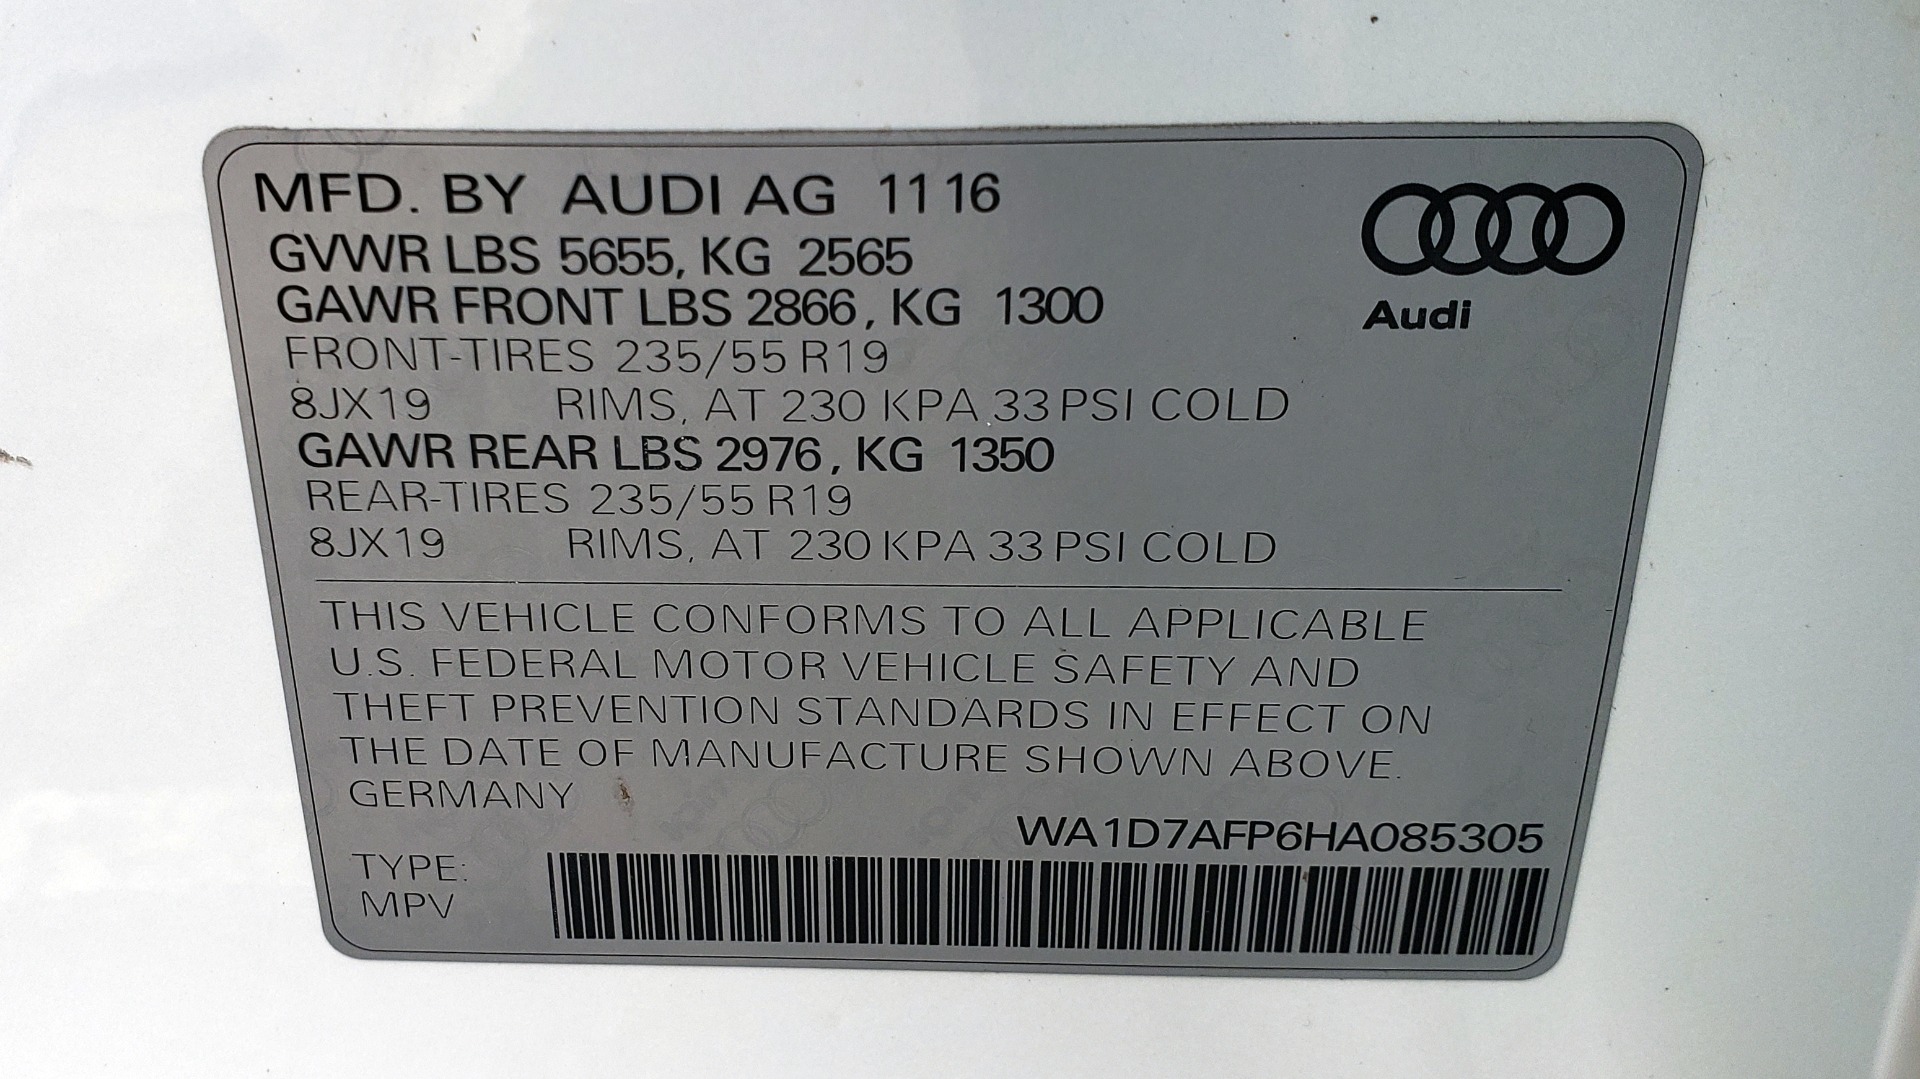 MFD. BY AUDI AG 11 16
GVWR LBS 5655, KG 2565
GAWR FRONT LBS 2866, KG 1300
Audi
FRONT-TIRES 235/55 R19
8JX19 RIMS, AT 230 KPA 33 PSI COLD
GAWR REAR LBS 2976, KG 1350
REAR-TIRES 235/55 R19
8JX19 RIMS, AT 230 KPA 33 PSI COLD
THIS VEHICLE CONFORMS TO ALL APPLICABLE
U.S. FEDERAL MOTOR VEHICLE SAFETY AND
THEFT PREVENTION STANDARDS IN EFFECT ON
THE DATE OF MANUFACTURE SHOWN ABOVE.
GERMANY
WA1D7AFP6HA085305
TYPE:
MPV